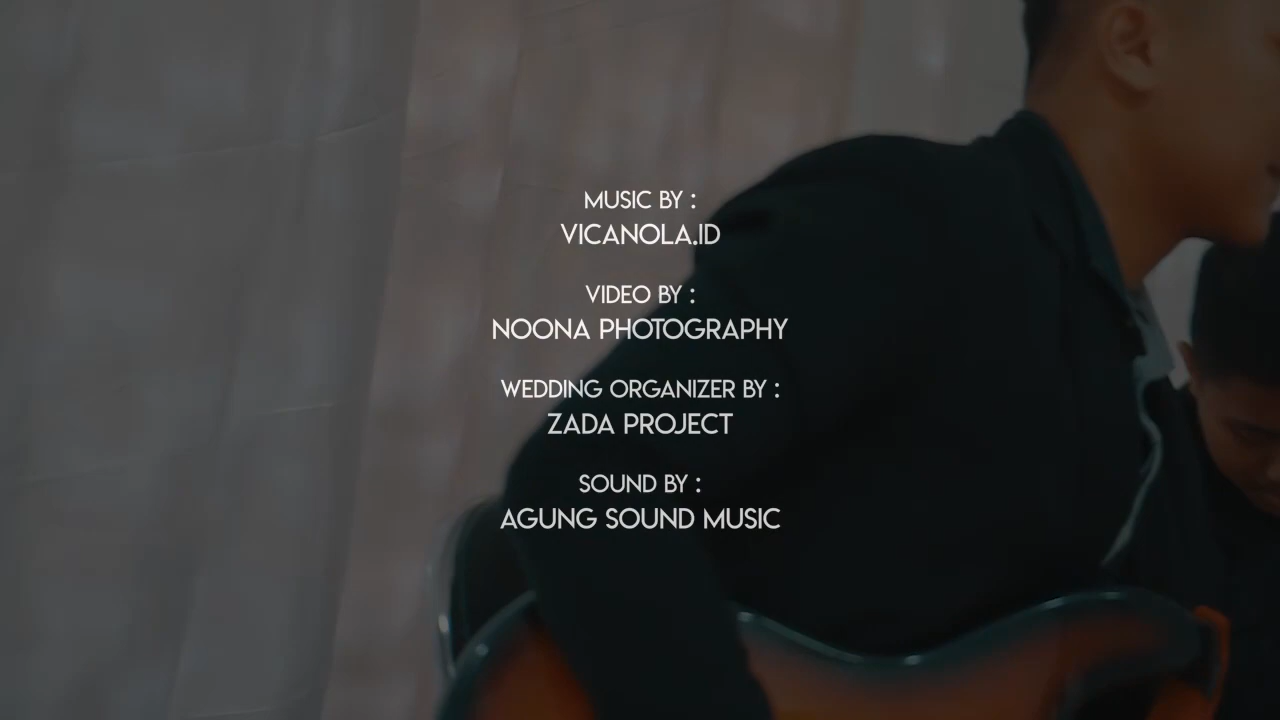 MUSIC BY :
VICANOLA.ID
VIDEO BY :
NOONA PHOTOGRAPHY
WEDDING ORGANIZER BY :
ZADA PROJECT
SOUND BY :
AGUNG SOUND MUSIC